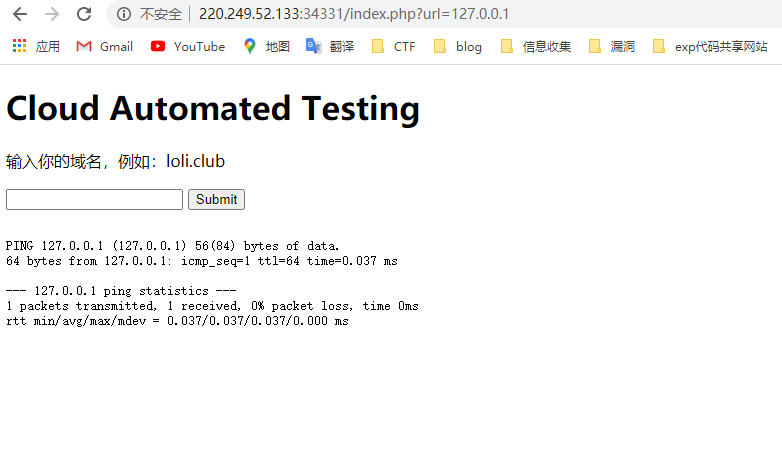 不安全 220.249.52.133:34331/index.php?url=127.0.0.1
应用 Gmail YouTube 地图 翻译 CTF blog 信息收集 漏洞 exp代码共享网站
Cloud Automated Testing
输入你的域名，例如：loli.club
Submit
PING 127.0.0.1 (127.0.0.1) 56(84) bytes of data.
64 bytes from 127.0.0.1: icmp_seq=1 ttl=64 time=0.037 ms
--- 127.0.0.1 ping statistics ---
1 packets transmitted, 1 received, 0% packet loss, time 0ms
rtt min/avg/max/mdev = 0.037/0.037/0.037/0.000 ms